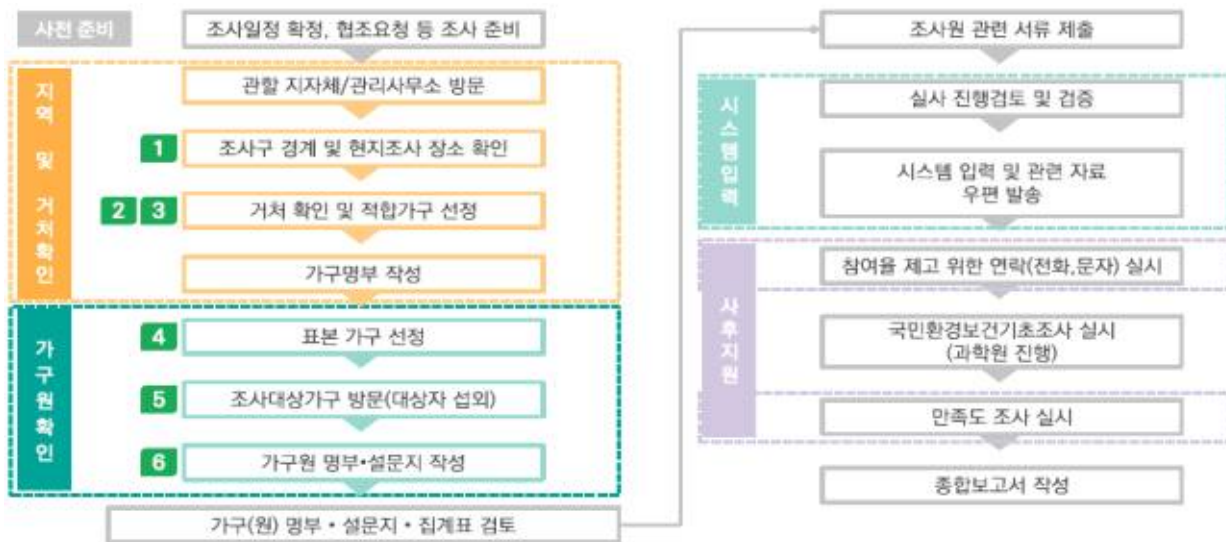 사전 준비
조사일정 확정, 협조요청 등 조사 준비
지역 및 거처확인
관할 지자체/관리사무소 방문
1
조사구 경계 및 현지조사 장소 확인
2 3
거처 확인 및 적합가구 선정
가구명부 작성
가구원확인
4
표본 가구 선정
5
조사대상가구 방문(대상자 섭외)
6
가구원 명부•설문지 작성
가구(원) 명부 • 설문지 • 집계표 검토
조사원 관련 서류 제출
시스템입력
실사 진행검토 및 검증
시스템 입력 및 관련 자료
우편 발송
사후지원
참여율 제고 위한 연락(전화,문자) 실시
국민환경보건기초조사 실시
(과학원 진행)
만족도 조사 실시
종합보고서 작성